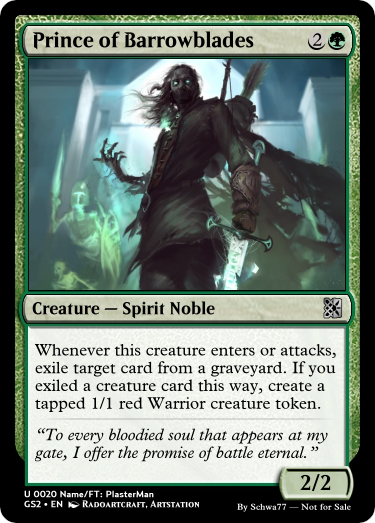 Prince of Barrowblades 2
Creature — Spirit Noble
Whenever this creature enters or attacks,
exile target card from a graveyard. If you
exiled a creature card this way, create a
tapped 1/1 red Warrior creature token.
“To every bloodied soul that appears at my
gate, I offer the promise of battle eternal.”
2/2
U 0020 Name/FT: PlasterMan
GS2 • EN Radoartcraft, Artstation
By Schwa77 — Not for Sale